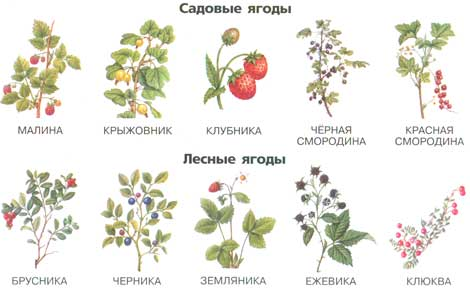 Садовые ягоды
МАЛИНА
КРЫЖОВНИК
КЛУБНИКА
ЧЁРНАЯ
СМОРОДИНА
КРАСНАЯ
СМОРОДИНА
Лесные ягоды
БРУСНИКА
ЧЕРНИКА
ЗЕМЛЯНИКА
ЕЖЕВИКА
КЛЮКВА